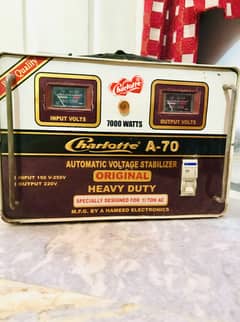 Quality
Charlotte
INPUT VOLTS
7000 WATTS
OUTPUT VOLTS
Charlotte A-70
AUTOMATIC VOLTAGE STABILIZER
ORIGINAL
HEAVY DUTY
INPUT 150 V-250V
OUTPUT 220V.
SPECIALLY DESIGNED FOR TON AC
M.F.G. BY A HAMEED ELECTRONICS